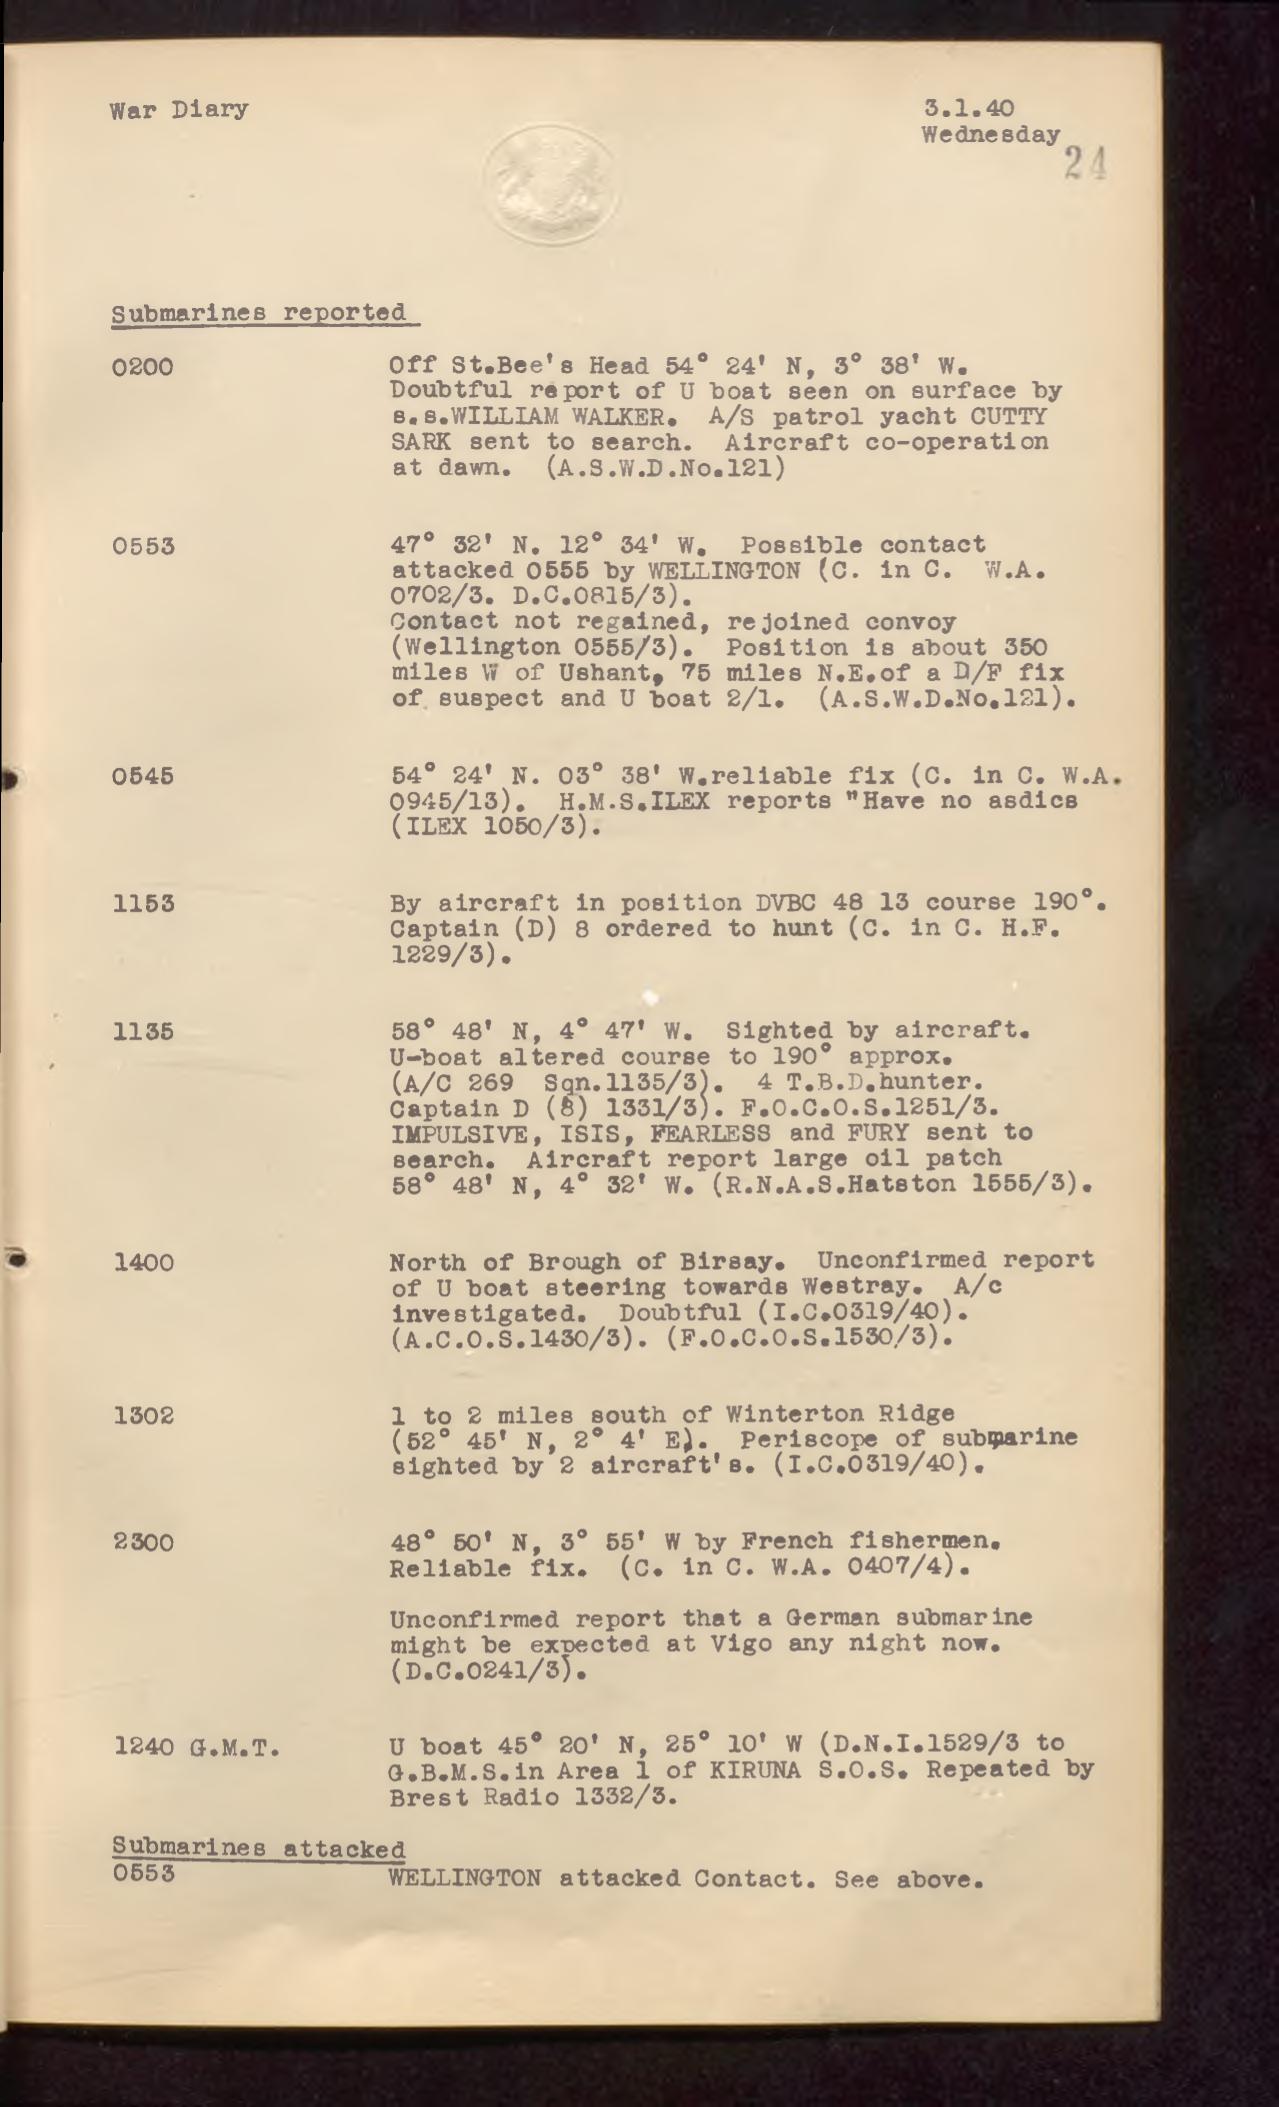 War Diary
3.1.40
Wednesday
24
Submarines reported
0200 Off St.Bee's Head 54° 24' N, 3° 38' W.
Doubtful report of U boat seen on surface by
s.s.WILLIAM WALKER. A/S patrol yacht CUTTY
SARK sent to search. Aircraft co-operation
at dawn. (A.S.W.D.No.121)
0553 47° 32' N. 12° 34' W. Possible contact
attacked 0555 by WELLINGTON (C. in C. W.A.
0702/3. D.C.0815/3).
Contact not regained, rejoined convoy
(Wellington 0555/3). Position is about 350
miles W of Ushant, 75 miles N.E.of a D/F fix
of suspect and U boat 2/1. (A.S.W.D.No.121).
0545 54° 24' N. 03° 38' W.reliable fix (C. in C. W.A.
0945/13). H.M.S.ILEX reports "Have no asdics
(ILEX 1050/3).
1153 By aircraft in position DVBC 48 13 course 190°.
Captain (D) 8 ordered to hunt (C. in C. H.F.
1229/3).
1135 58° 48' N, 4° 47' W. Sighted by aircraft.
U-boat altered course to 190° approx.
(A/C 269 Sqn.1135/3). 4 T.B.D.hunter.
Captain D (8) 1331/3). F.O.C.O.S.1251/3.
IMPULSIVE, ISIS, FEARLESS and FURY sent to
search. Aircraft report large oil patch
58° 48' N, 4° 32' W. (R.N.A.S.Hatston 1555/3).
1400 North of Brough of Birsay. Unconfirmed report
of U boat steering towards Westray. A/c
investigated. Doubtful (I.C.0319/40).
(A.C.O.S.1430/3). (F.O.C.O.S.1530/3).
1302 1 to 2 miles south of Winterton Ridge
(52° 45' N, 2° 4' E). Periscope of submarine
sighted by 2 aircraft's. (I.C.0319/40).
2300 48° 50' N, 3° 55' W by French fishermen.
Reliable fix. (C. in C. W.A. 0407/4).
Unconfirmed report that a German submarine
might be expected at Vigo any night now.
(D.C.0241/3).
1240 G.M.T. U boat 45° 20' N, 25° 10' W (D.N.I.1529/3 to
G.B.M.S.in Area 1 of KIRUNA S.O.S. Repeated by
Brest Radio 1332/3.
Submarines attacked
0553 WELLINGTON attacked Contact. See above.